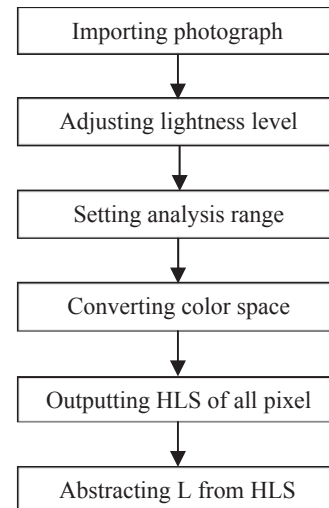 Importing photograph
Adjusting lightness level
Setting analysis range
Converting color space
Outputting HLS of all pixel
Abstracting L from HLS